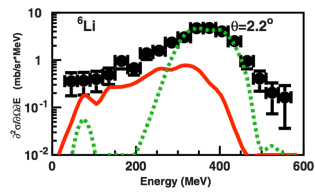 ⁶Li
θ=2.2°
∂²σ/∂Ω∂E (mb/sr*MeV)
10
1
10⁻¹
10⁻²
0 200 400 600
Energy (MeV)